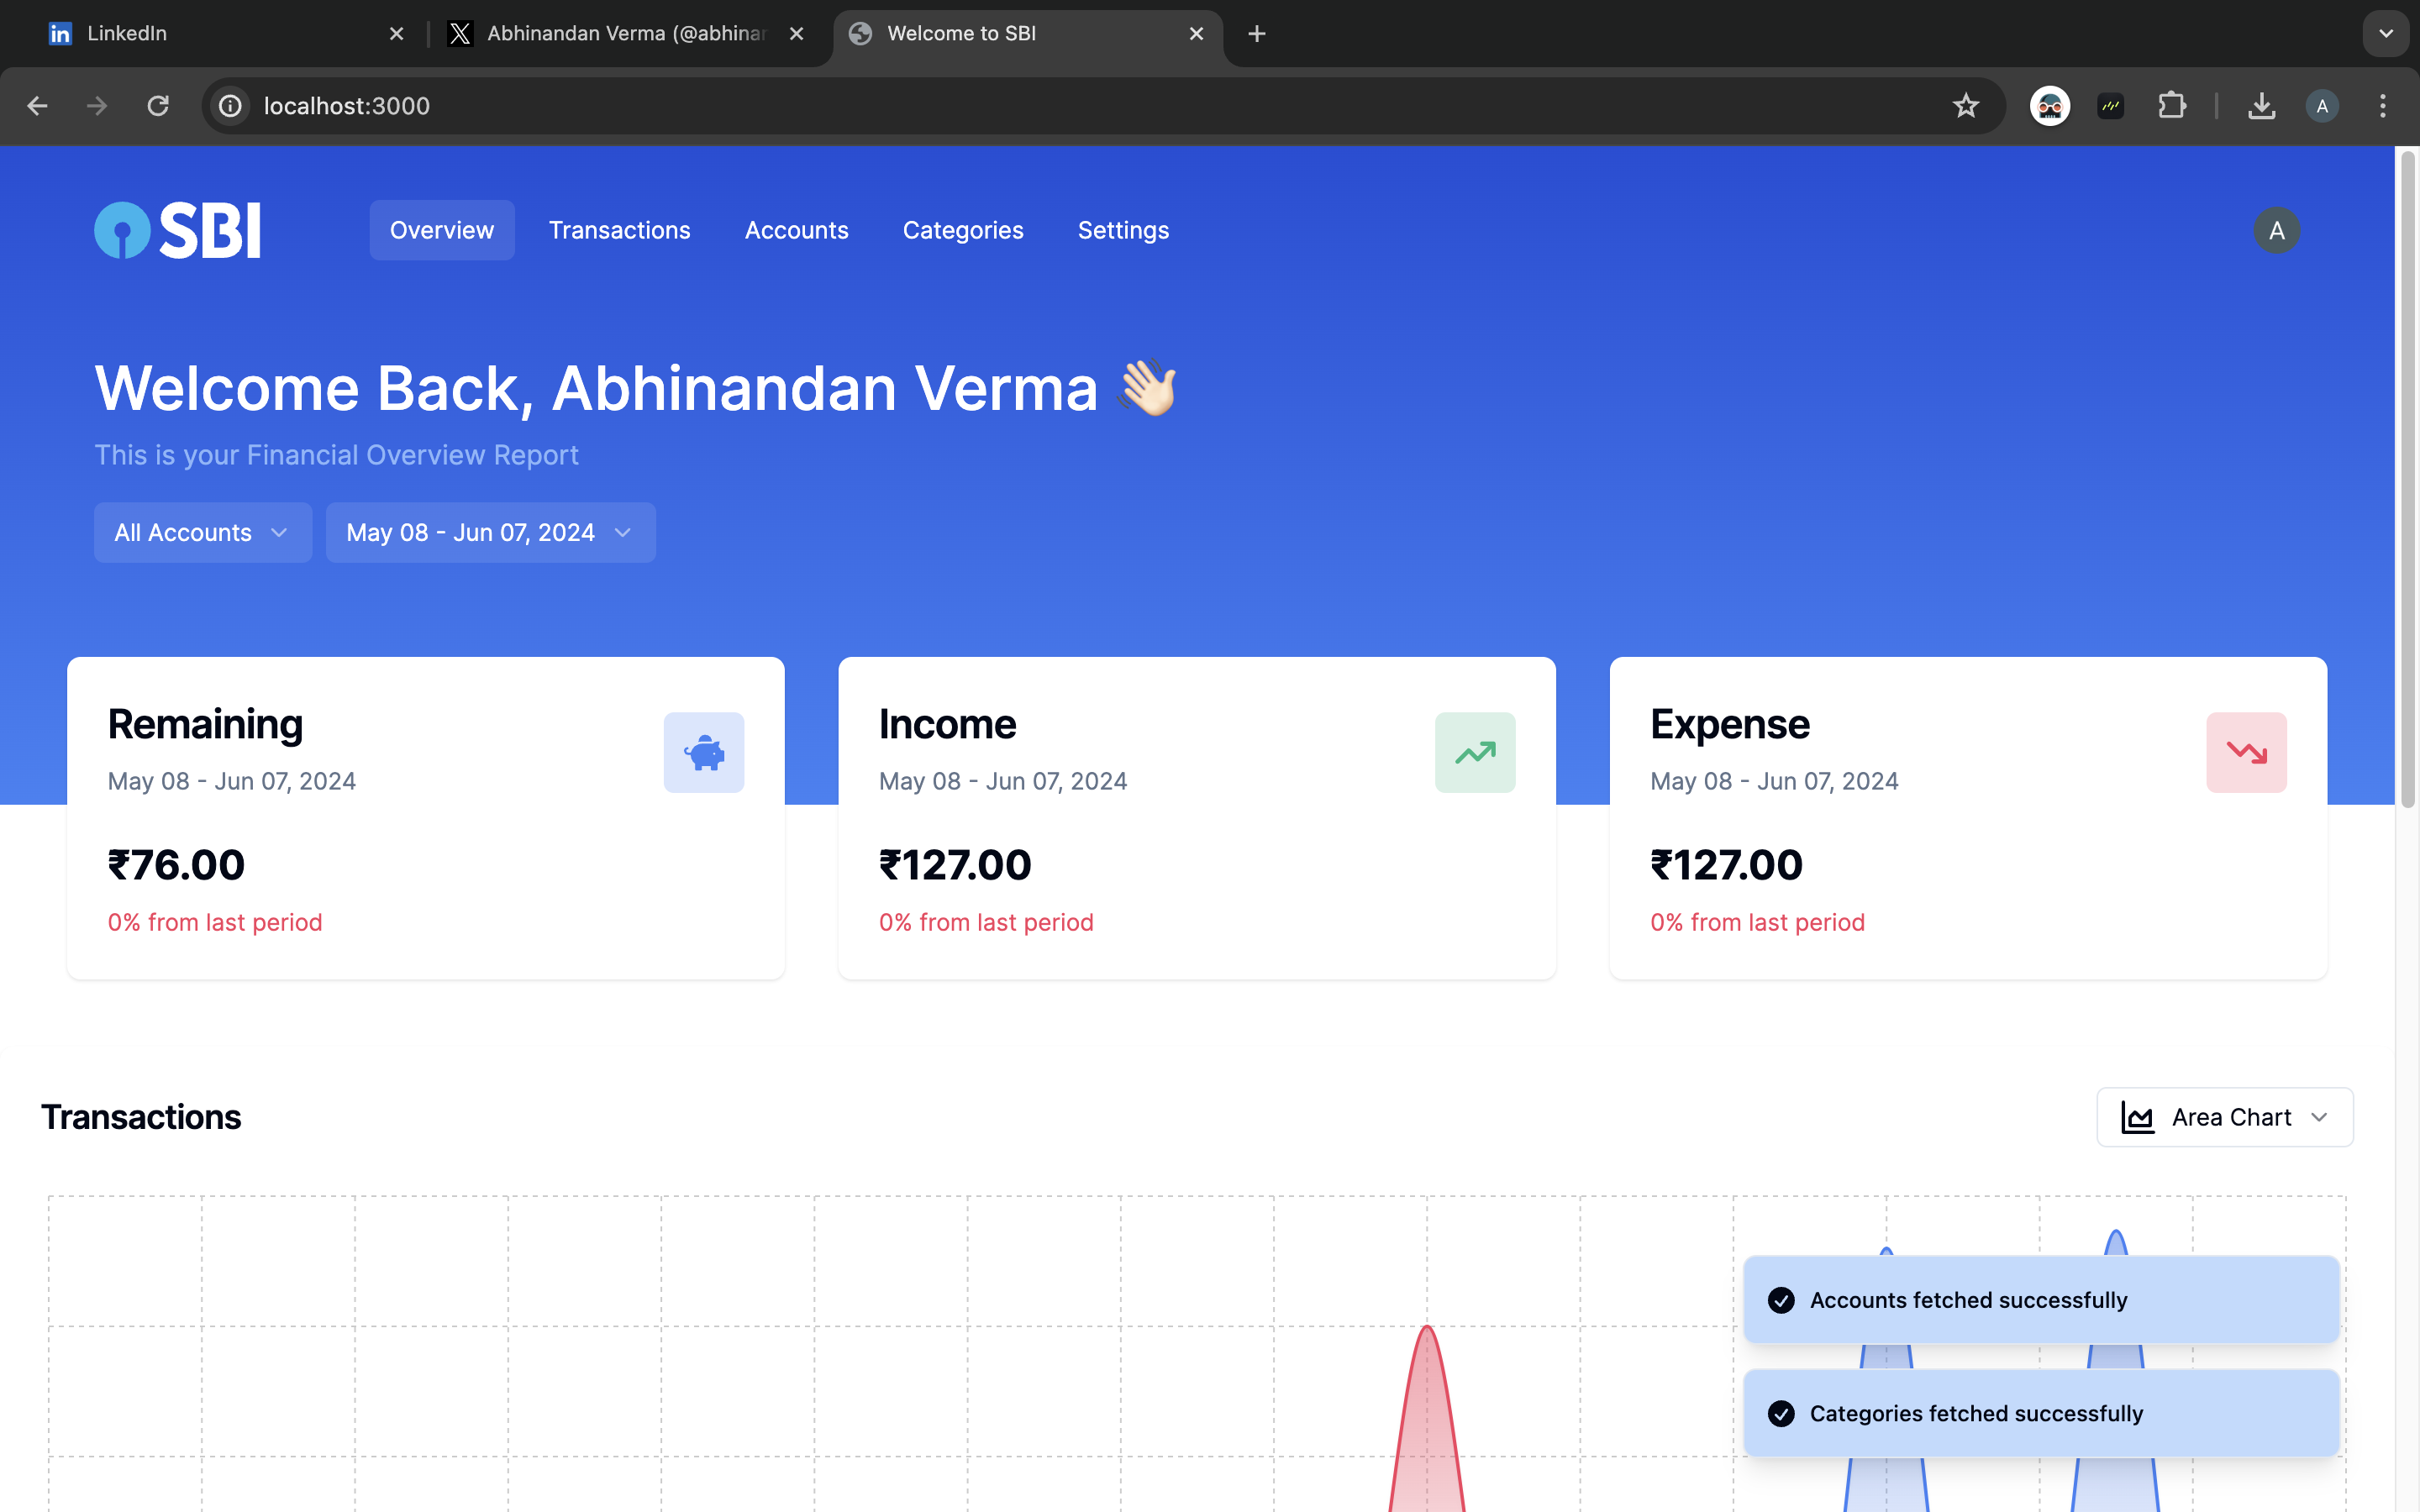 LinkedIn
Abhinandan Verma (@abhinar
Welcome to SBI
localhost:3000
A
SBI
Overview
Transactions
Accounts
Categories
Settings
A
Welcome Back, Abhinandan Verma 👋🏻
This is your Financial Overview Report
All Accounts
May 08 - Jun 07, 2024
Remaining
May 08 - Jun 07, 2024
₹76.00
0% from last period
Income
May 08 - Jun 07, 2024
₹127.00
0% from last period
Expense
May 08 - Jun 07, 2024
₹127.00
0% from last period
Transactions
Area Chart
Accounts fetched successfully
Categories fetched successfully